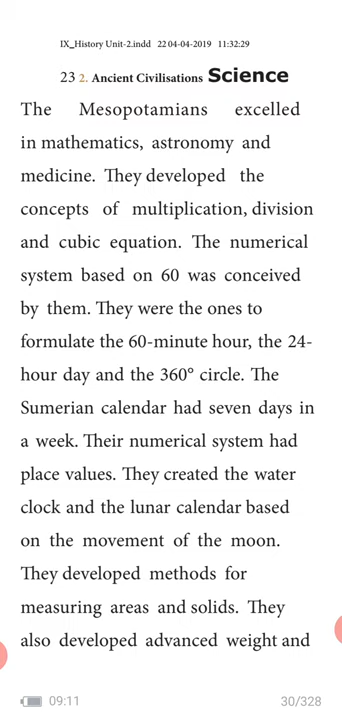 IX_History Unit-2.indd 22 04-04-2019 11:32:29
23 2. Ancient Civilisations Science
The Mesopotamians excelled
in mathematics, astronomy and
medicine. They developed the
concepts of multiplication, division
and cubic equation. The numerical
system based on 60 was conceived
by them. They were the ones to
formulate the 60-minute hour, the 24-
hour day and the 360° circle. The
Sumerian calendar had seven days in
a week. Their numerical system had
place values. They created the water
clock and the lunar calendar based
on the movement of the moon.
They developed methods for
measuring areas and solids. They
also developed advanced weight and
09:11 30/328